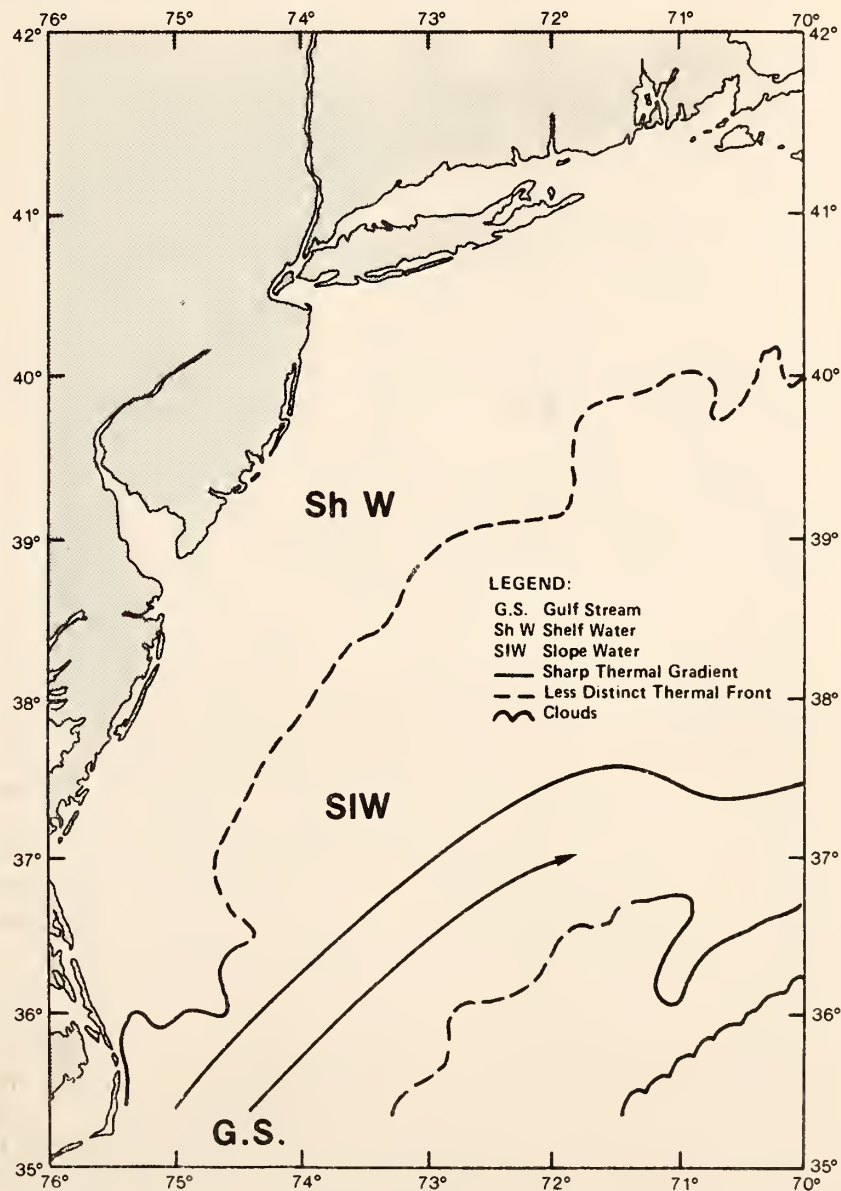 76° 75° 74° 73° 72° 71° 70°
42° 42°
41° 41°
40° 40°
Sh W
39° 39°
LEGEND:
G.S. Gulf Stream
Sh W Shelf Water
SlW Slope Water
Sharp Thermal Gradient
Less Distinct Thermal Front
Clouds
38° 38°
SlW
37° 37°
36° 36°
G.S.
35° 35°
76° 75° 74° 73° 72° 71° 70°